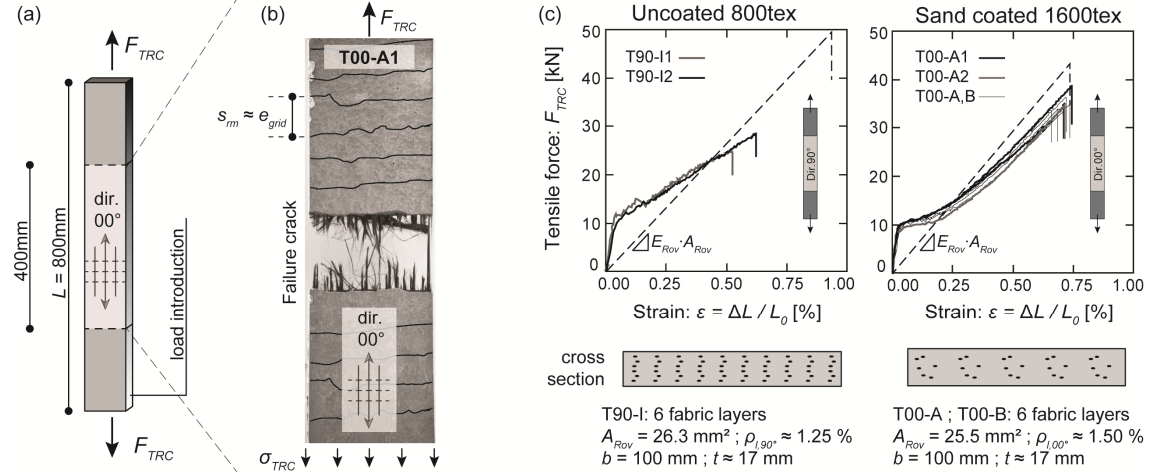 (a)
F_TRC
400mm
L = 800mm
dir.
00°
load introduction
F_TRC
(b)
F_TRC
T00-A1
s_rm ≈ e_grid
Failure crack
dir.
00°
σ_TRC
(c)
Uncoated 800tex
Tensile force: F_TRC [kN]
50
40
30
20
10
0
T90-I1
T90-I2
Dir.90°
E_Rov·A_Rov
0.00 0.25 0.50 0.75 1.00
Strain: ε = ΔL / L_0 [%]
cross
section
T90-I: 6 fabric layers
A_Rov = 26.3 mm² ; ρ_l,90° ≈ 1.25 %
b = 100 mm ; t ≈ 17 mm
Sand coated 1600tex
50
40
30
20
10
0
T00-A1
T00-A2
T00-A,B
Dir.00°
E_Rov·A_Rov
0.00 0.25 0.50 0.75 1.00
Strain: ε = ΔL / L_0 [%]
T00-A ; T00-B: 6 fabric layers
A_Rov = 25.5 mm² ; ρ_l,00° ≈ 1.50 %
b = 100 mm ; t ≈ 17 mm